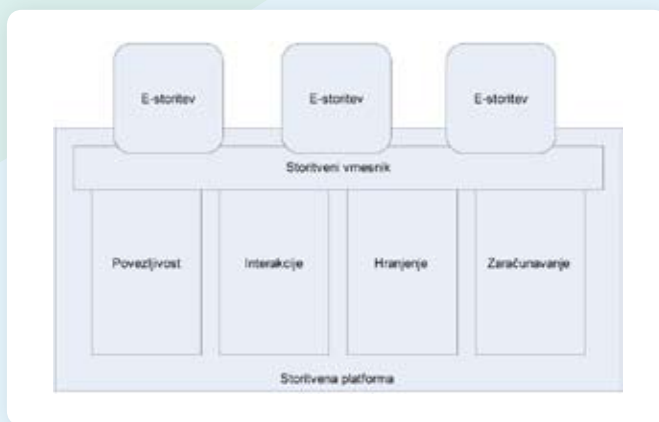 E-storitev E-storitev E-storitev
Storitveni vmesnik
Povezljivost Interakcije Hranjenje Zaračunavanje
Storitvena platforma